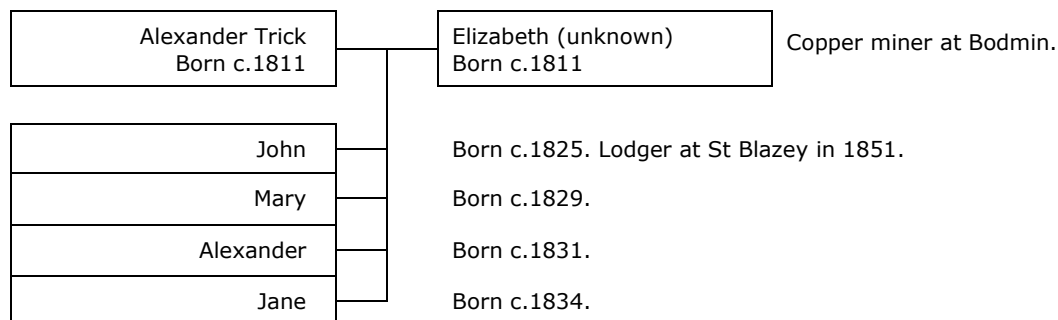 Alexander Trick
Born c.1811
Elizabeth (unknown)
Born c.1811
Copper miner at Bodmin.
John
Born c.1825. Lodger at St Blazey in 1851.
Mary
Born c.1829.
Alexander
Born c.1831.
Jane
Born c.1834.